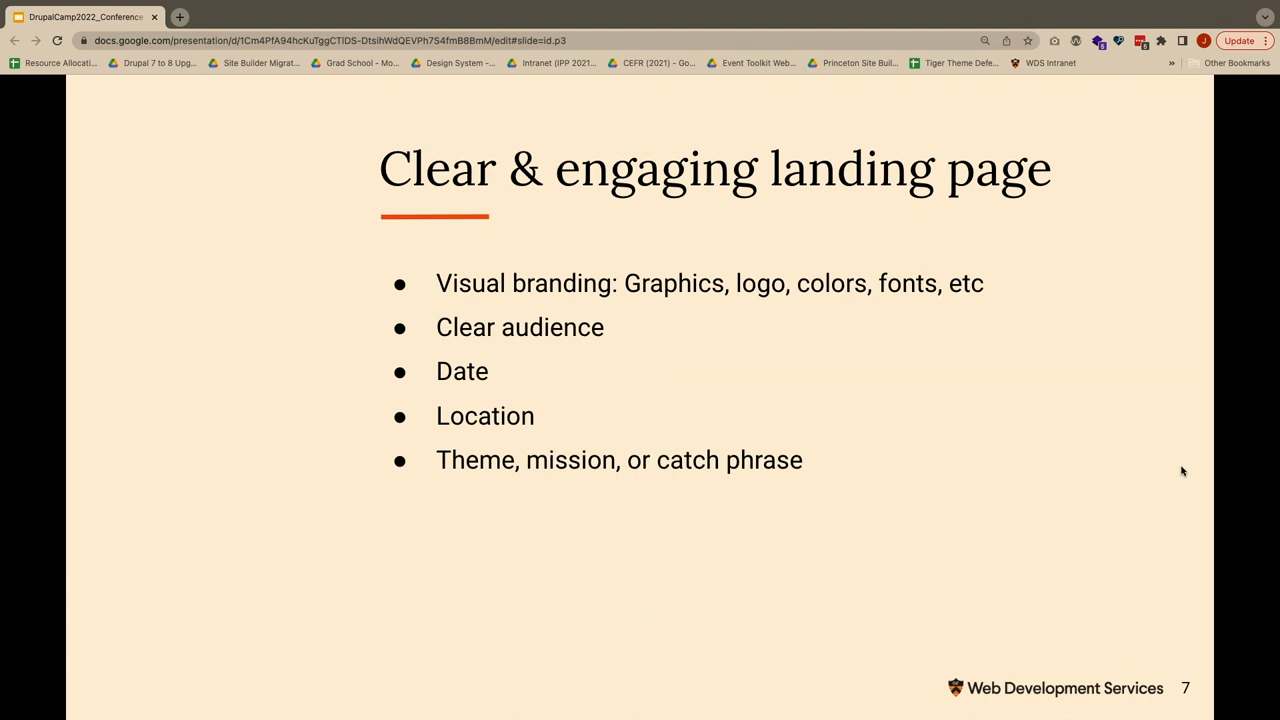 DrupalCamp2022_Conference
docs.google.com/presentation/d/1Cm4PfA94hcKuTggCTlDS-DtsihWdQEVPh7S4fmB8BmM/edit#slide=id.p3
6
6
J
Update
Resource Allocati...
Drupal 7 to 8 Upg...
Site Builder Migrat...
Grad School - Mo...
Design System -...
Intranet (IPP 2021...
CEFR (2021) - Go...
Event Toolkit Web...
Princeton Site Buil...
Tiger Theme Defe...
WDS Intranet
»
Other Bookmarks
Clear & engaging landing page
● Visual branding: Graphics, logo, colors, fonts, etc
● Clear audience
● Date
● Location
● Theme, mission, or catch phrase
Web Development Services 7